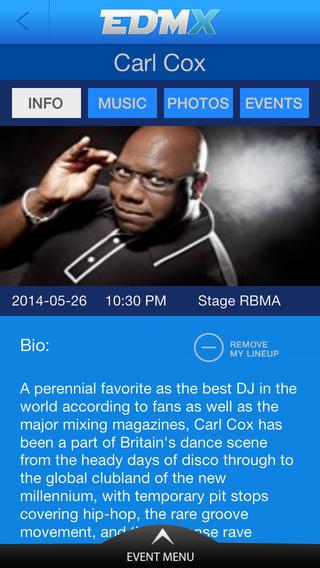 EDMX
Carl Cox
INFO MUSIC PHOTOS EVENTS
2014-05-26 10:30 PM Stage RBMA
Bio:
REMOVE
MY LINEUP
A perennial favorite as the best DJ in the
world according to fans as well as the
major mixing magazines, Carl Cox has
been a part of Britain's dance scene
from the heady days of disco through to
the global clubland of the new
millennium, with temporary pit stops
covering hip-hop, the rare groove
movement, and rave
EVENT MENU